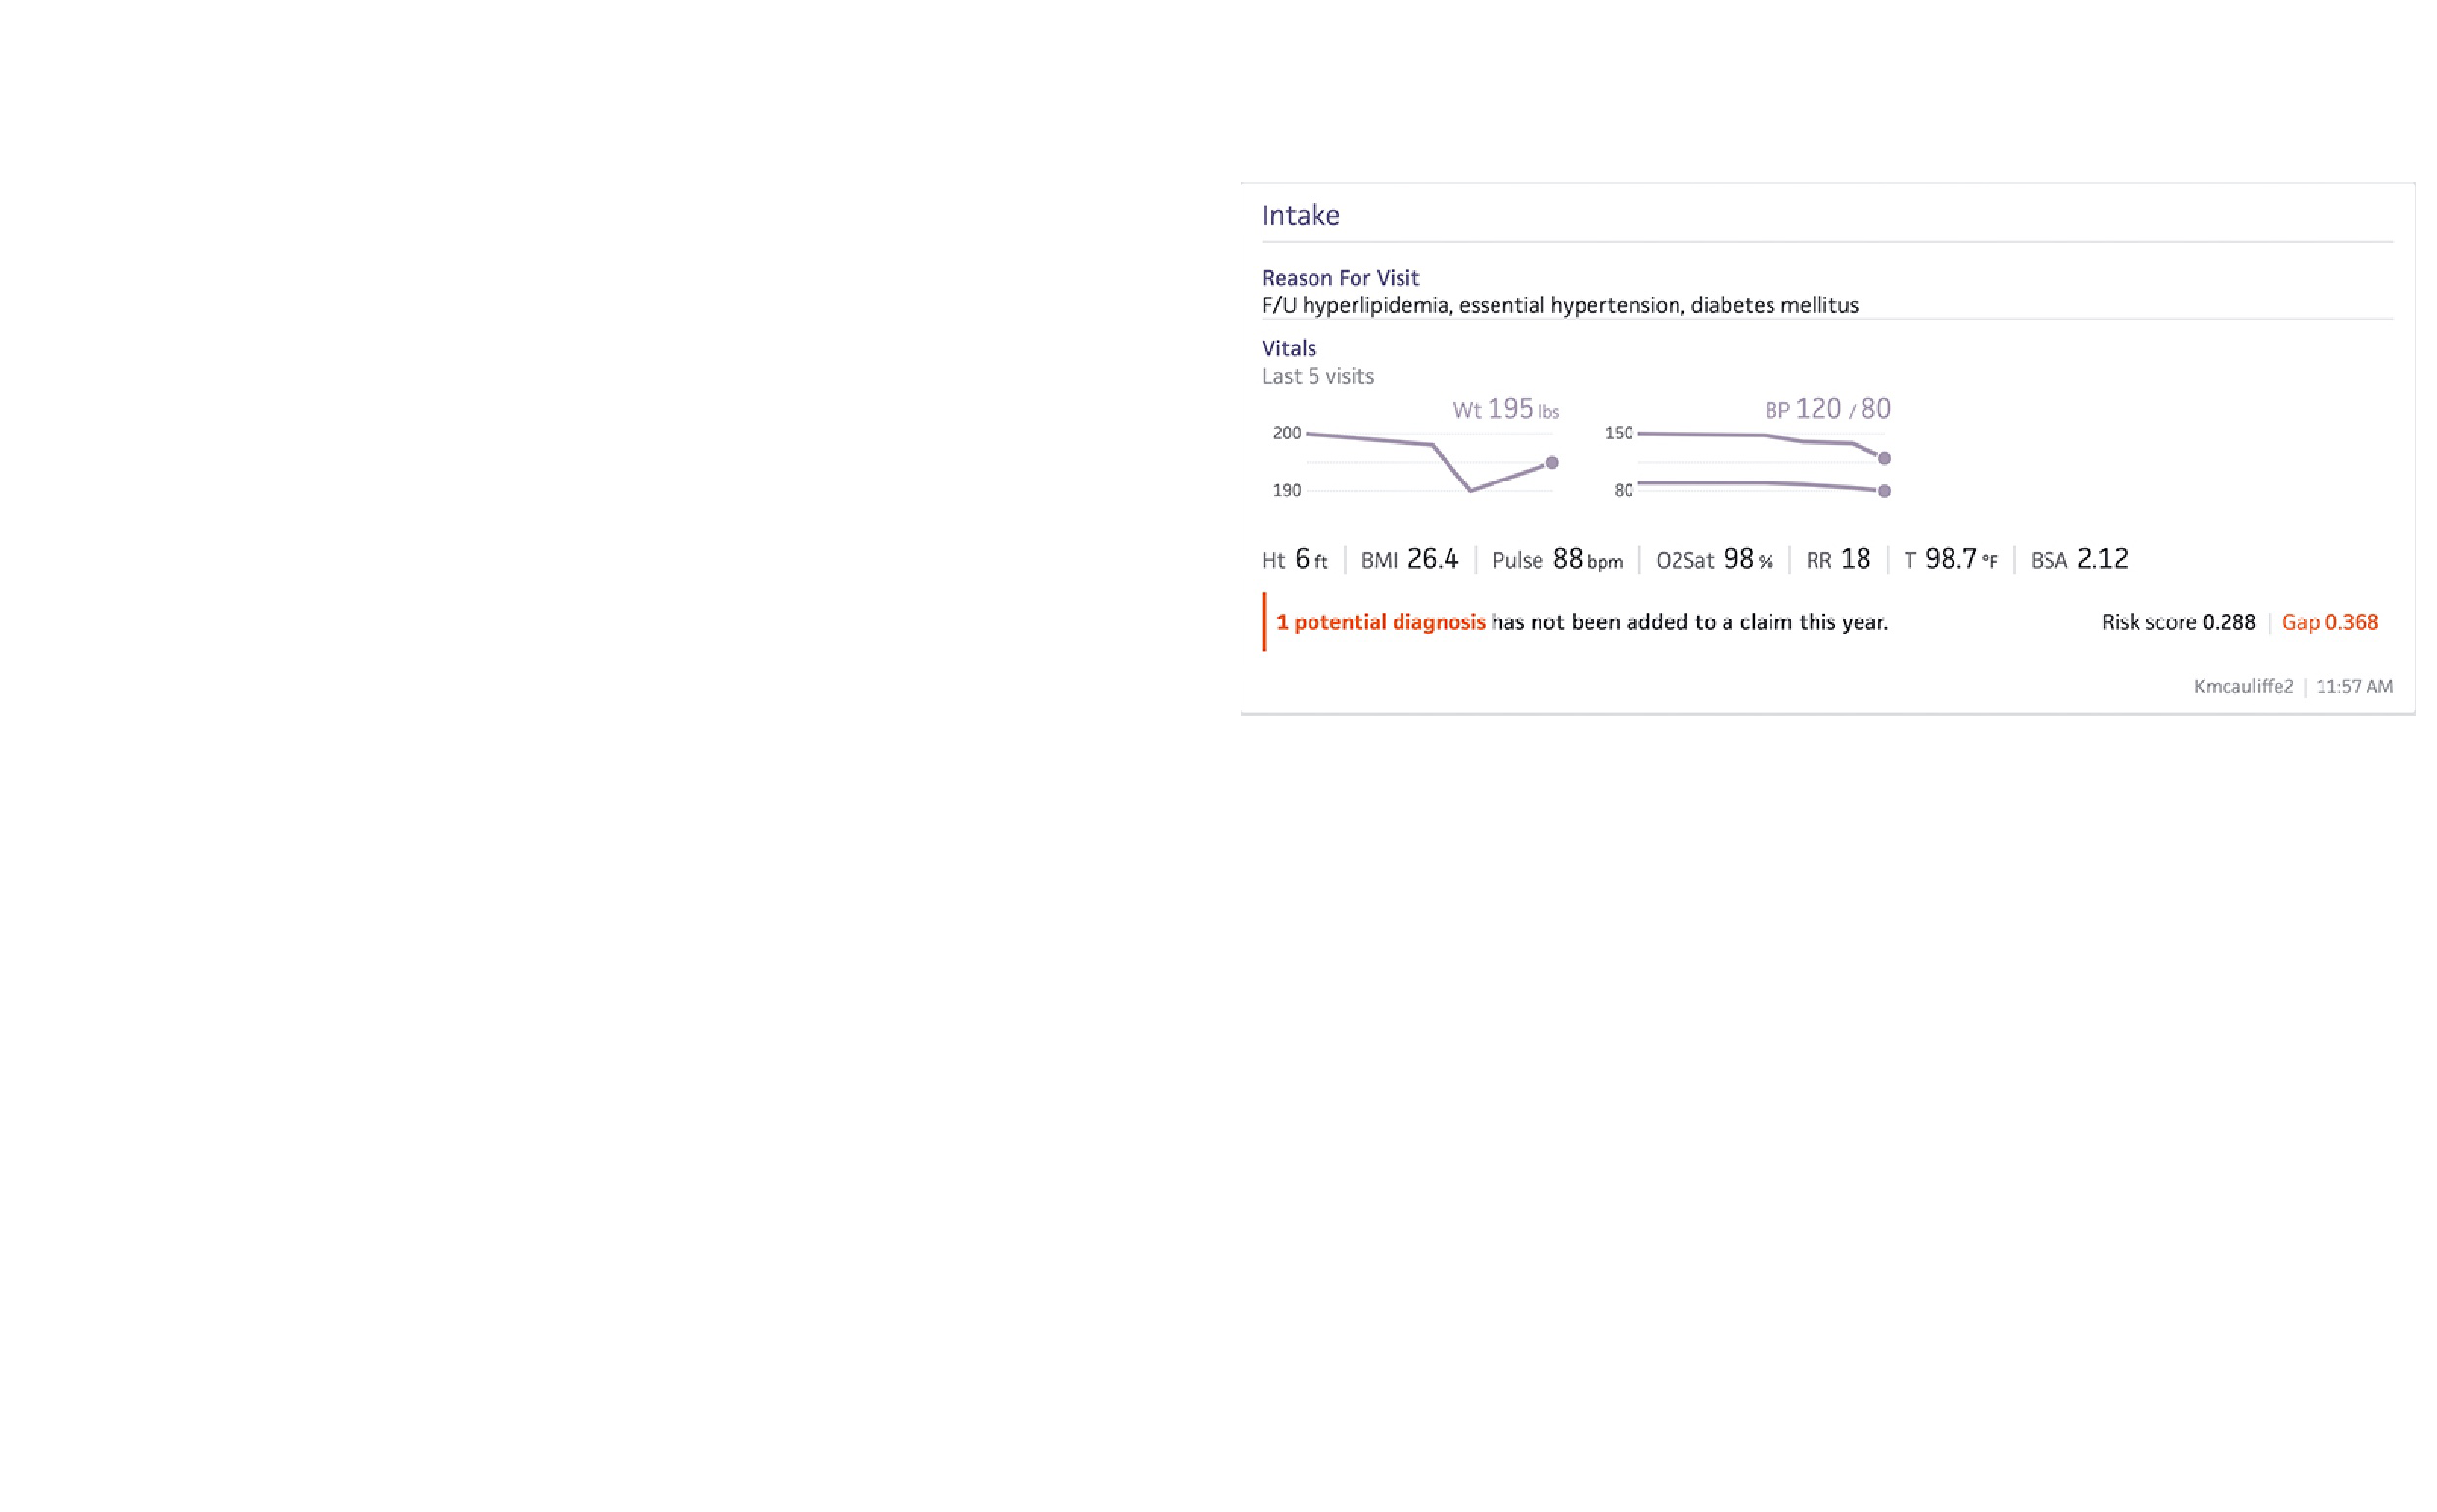 Intake
Reason For Visit
F/U hyperlipidemia, essential hypertension, diabetes mellitus
Vitals
Last 5 visits
Wt 195 lbs
200
190
BP 120 / 80
150
80
Ht 6 ft | BMI 26.4 | Pulse 88 bpm | O2Sat 98 % | RR 18 | T 98.7 °F | BSA 2.12
1 potential diagnosis has not been added to a claim this year.
Risk score 0.288 | Gap 0.368
Kmcauliffe2 | 11:57 AM